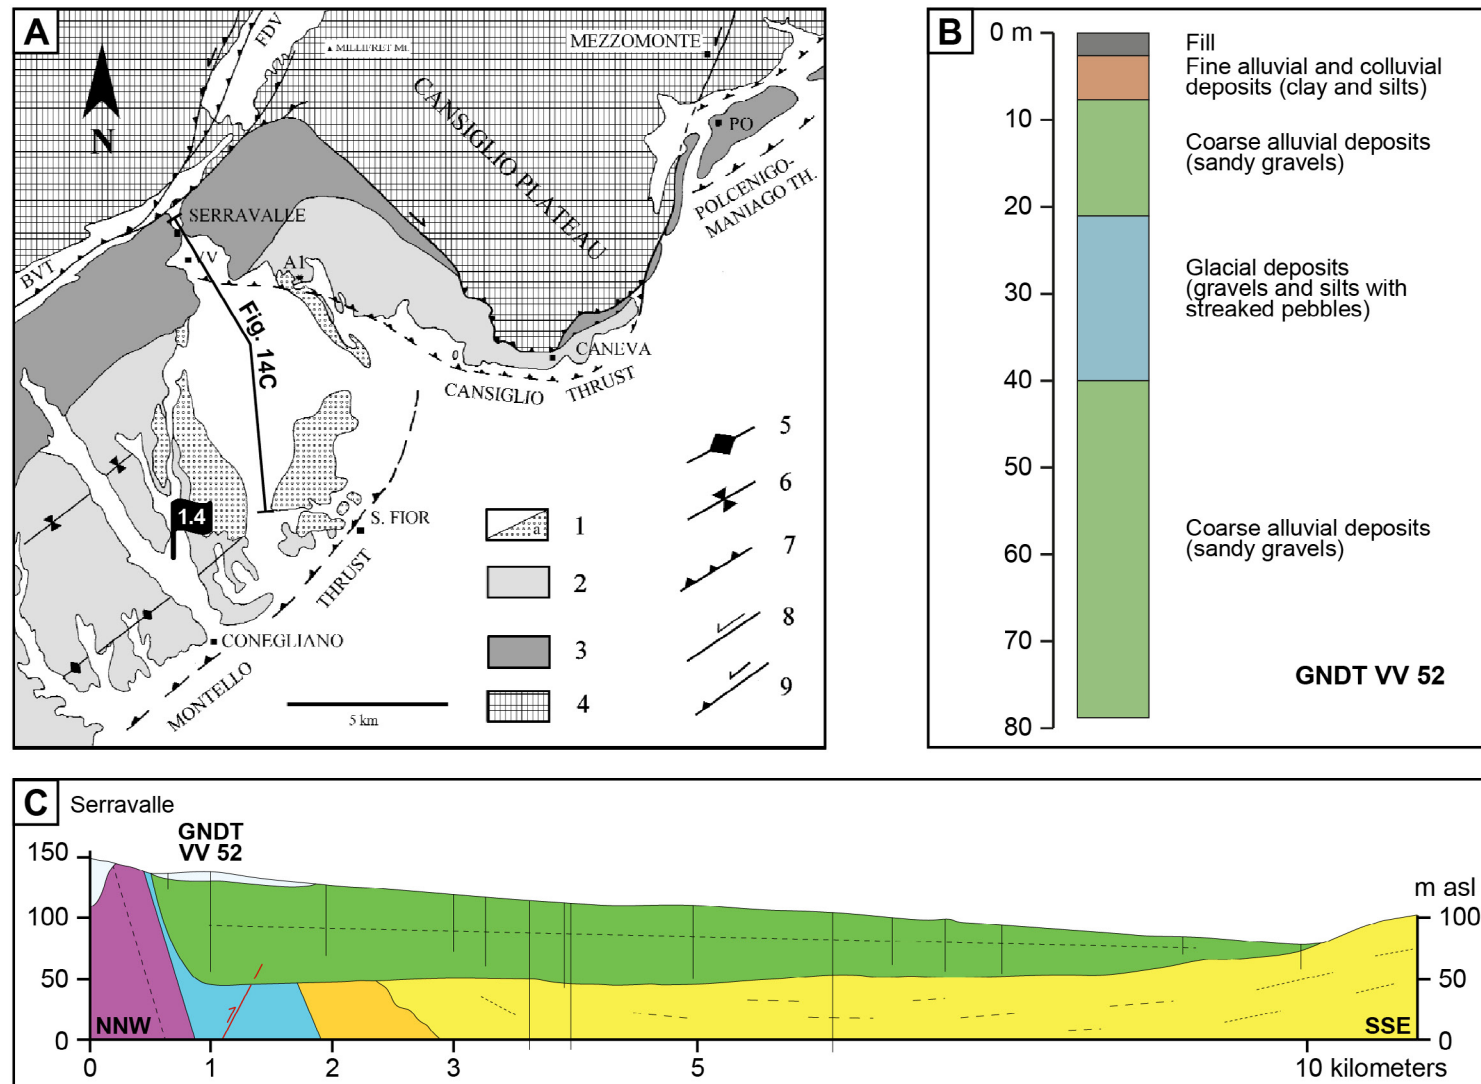 A
N
FDV
MILLIFRET Mt.
MEZZOMONTE
CANSIGLIO PLATEAU
PO
POLCENIGO-
MANIAGO TH.
SERRAVALLE
BVT
VV
A1
Fig. 14C
CANEVA
CANSIGLIO THRUST
1.4
S. FIOR
CONEGLIANO
MONTELLO THRUST
5 km
a
1
2
3
4
5
6
7
8
9
B
0 m
10
20
30
40
50
60
70
80
Fill
Fine alluvial and colluvial
deposits (clay and silts)
Coarse alluvial deposits
(sandy gravels)
Glacial deposits
(gravels and silts with
streaked pebbles)
Coarse alluvial deposits
(sandy gravels)
GNDT VV 52
C
Serravalle
GNDT
VV 52
150
100
50
0
m asl
100
50
0
NNW
SSE
0 1 2 3 5 10 kilometers